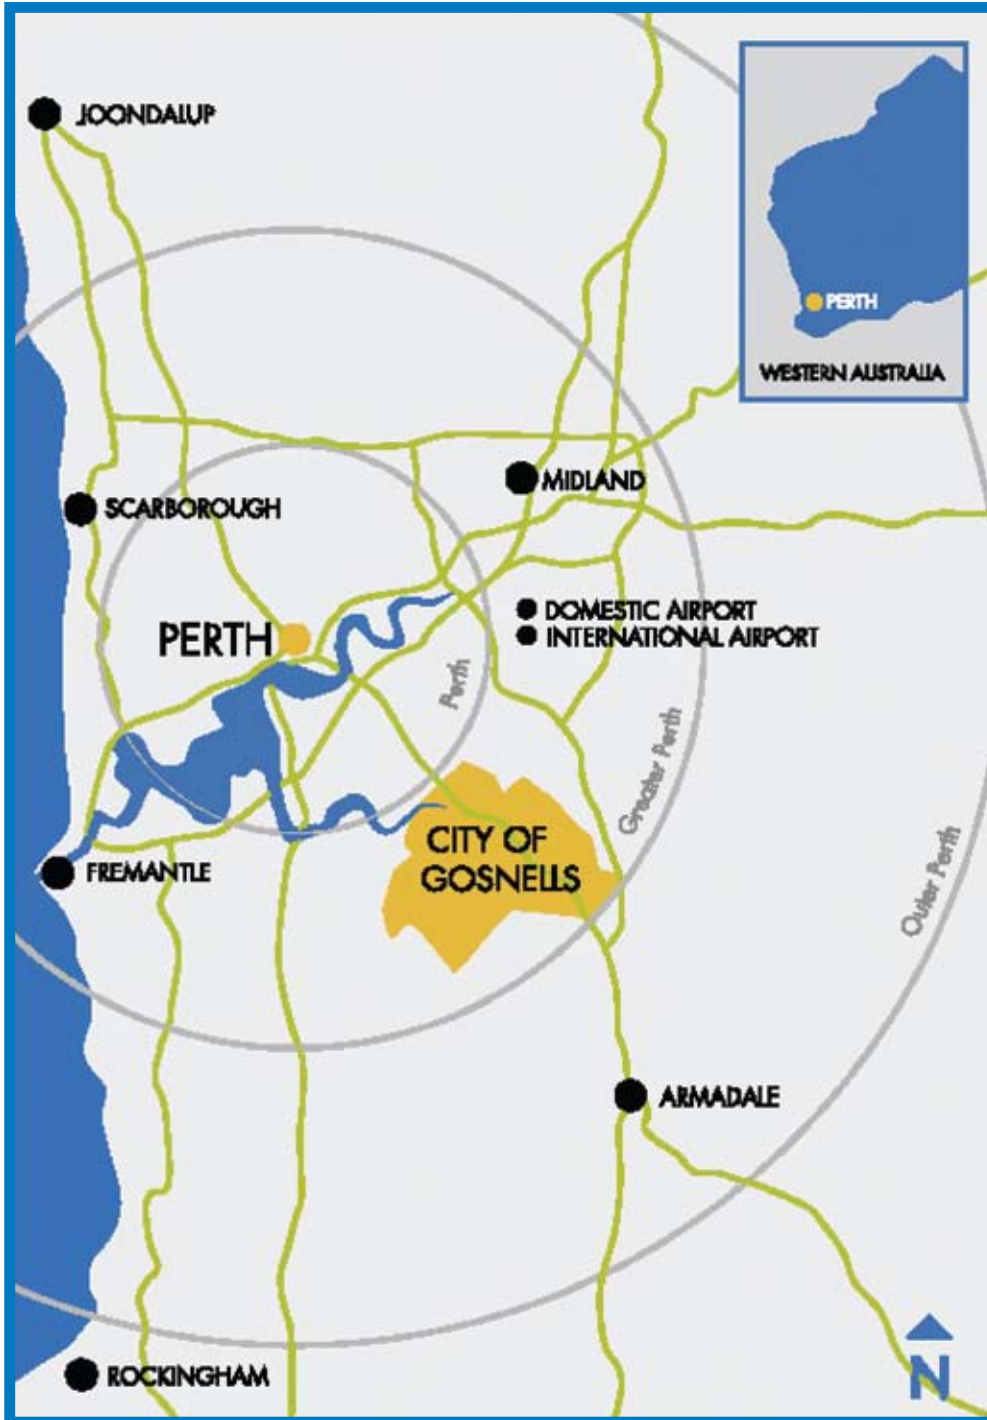 JOONDALUP
PERTH
WESTERN AUSTRALIA
MIDLAND
SCARBOROUGH
DOMESTIC AIRPORT
INTERNATIONAL AIRPORT
PERTH
Perth
Greater Perth
CITY OF
GOSNELLS
Outer Perth
FREMANTLE
ARMADALE
ROCKINGHAM
N